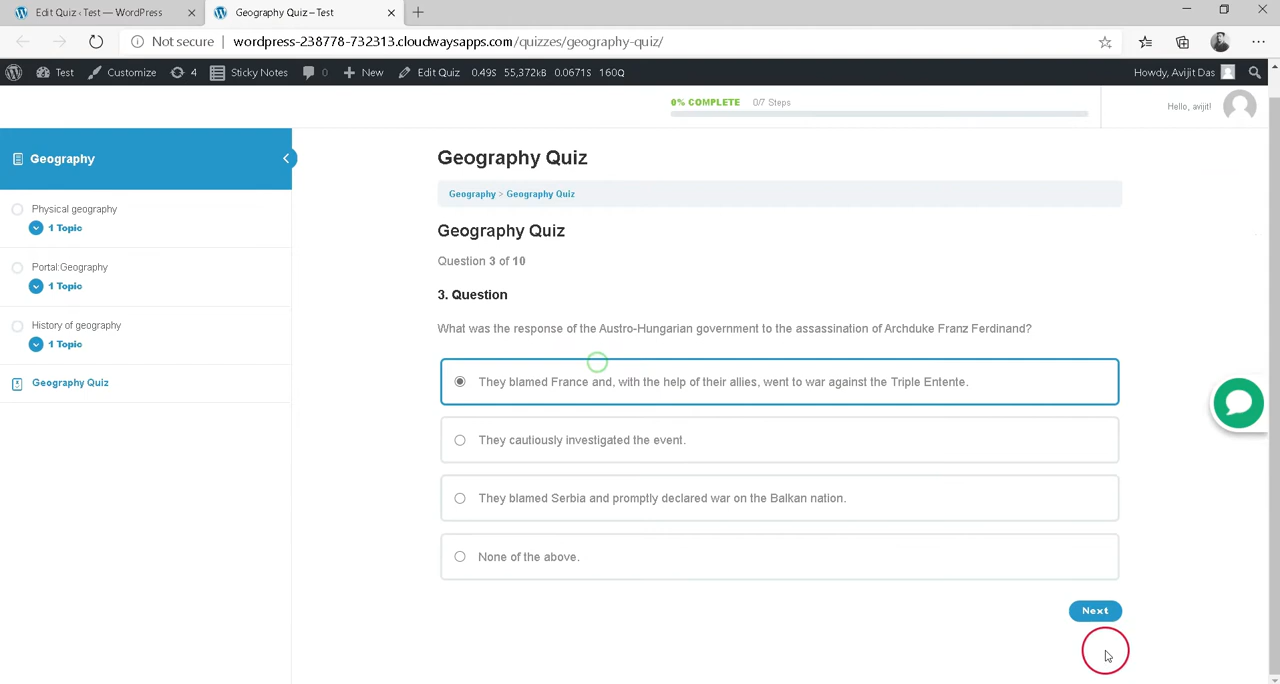 Edit Quiz ‹ Test — WordPress
Geography Quiz – Test
Not secure
wordpress-238778-732313.cloudwaysapps.com/quizzes/geography-quiz/
Test Customize 4 Sticky Notes 0 New Edit Quiz 0.49S 55,372kB 0.0671S 160Q Howdy, Avijit Das
0% COMPLETE 0/7 Steps
Hello, avijit!
Geography
Physical geography
1 Topic
Portal:Geography
1 Topic
History of geography
1 Topic
Geography Quiz
Geography Quiz
Geography > Geography Quiz
Geography Quiz
Question 3 of 10
3. Question
What was the response of the Austro-Hungarian government to the assassination of Archduke Franz Ferdinand?
They blamed France and, with the help of their allies, went to war against the Triple Entente.
They cautiously investigated the event.
They blamed Serbia and promptly declared war on the Balkan nation.
None of the above.
Next